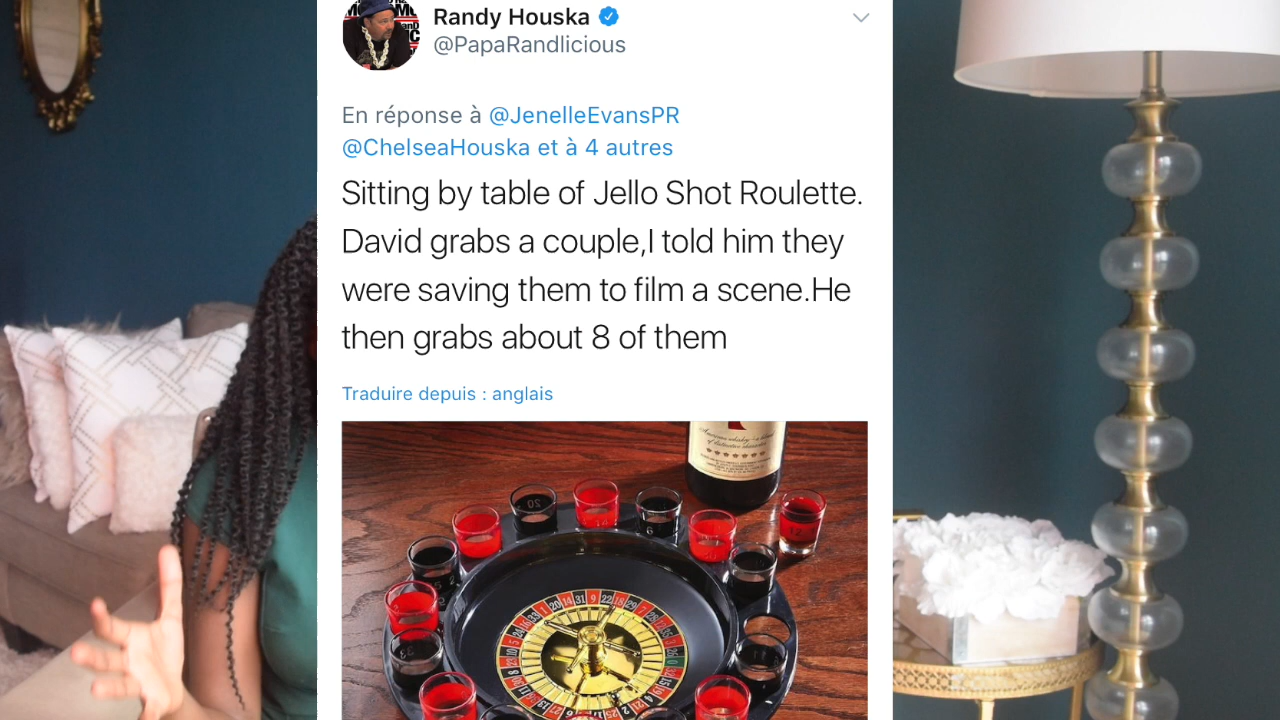 Randy Houska
@PapaRandlicious
En réponse à @JenelleEvansPR
@ChelseaHouska et à 4 autres
Sitting by table of Jello Shot Roulette.
David grabs a couple,I told him they
were saving them to film a scene.He
then grabs about 8 of them
Traduire depuis : anglais